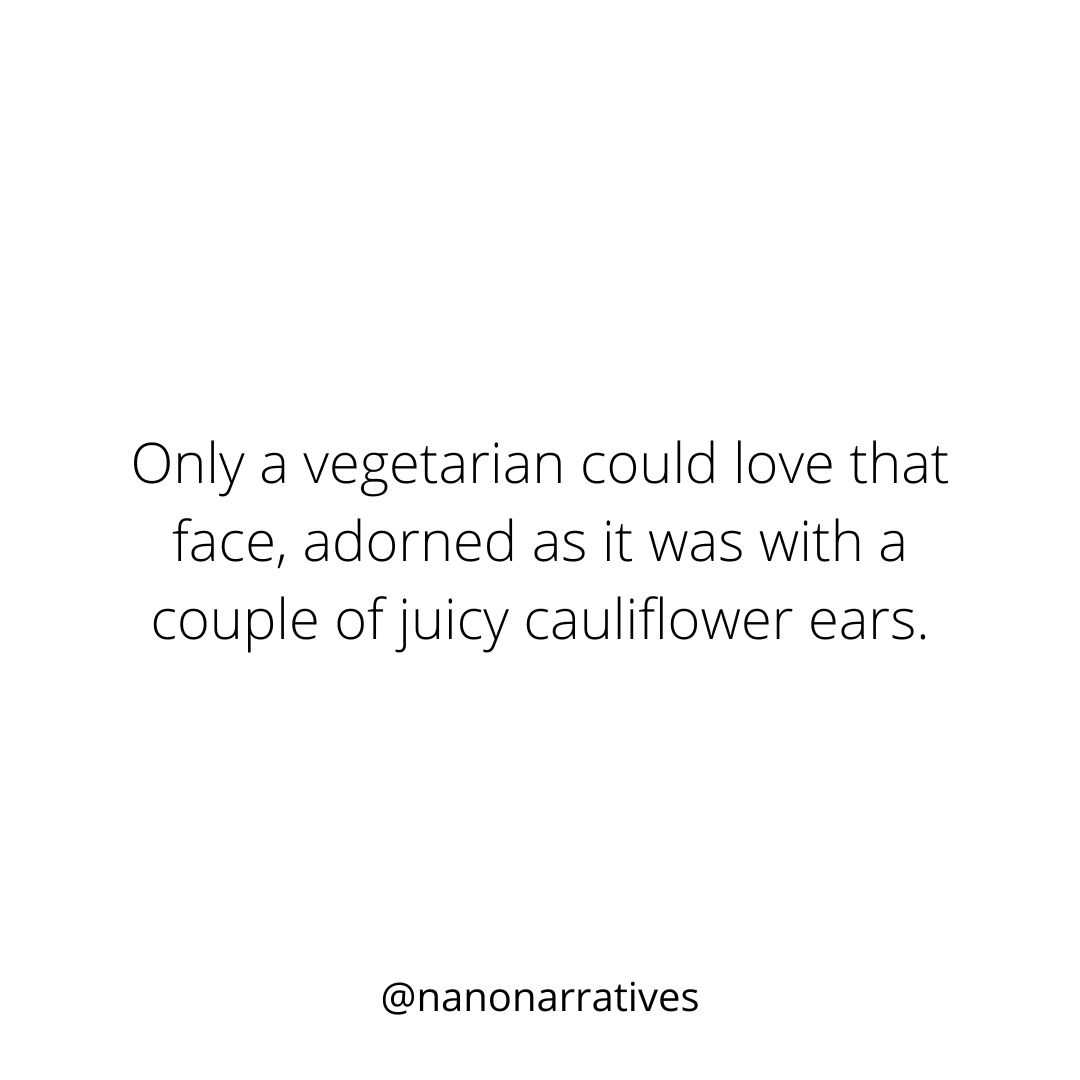 Only a vegetarian could love that
face, adorned as it was with a
couple of juicy cauliflower ears.
@nanonarratives